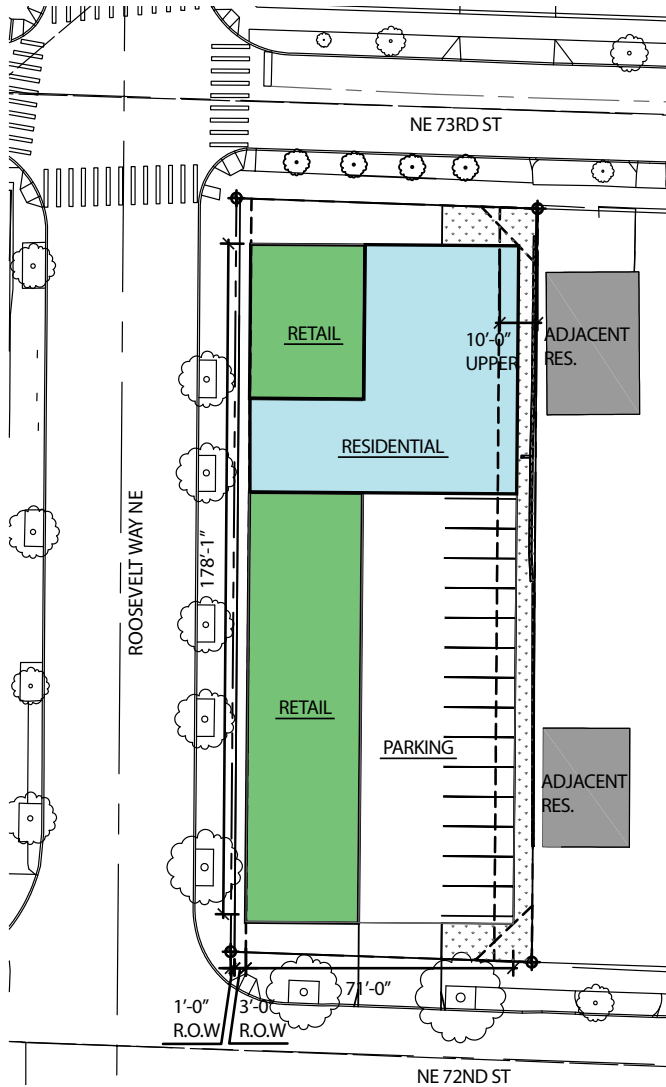 NE 73RD ST
RETAIL
10'-0"
UPPER
ADJACENT
RES.
RESIDENTIAL
178'-1"
ROOSEVELT WAY NE
RETAIL
PARKING
ADJACENT
RES.
71'-0"
1'-0"
R.O.W
3'-0"
R.O.W
NE 72ND ST